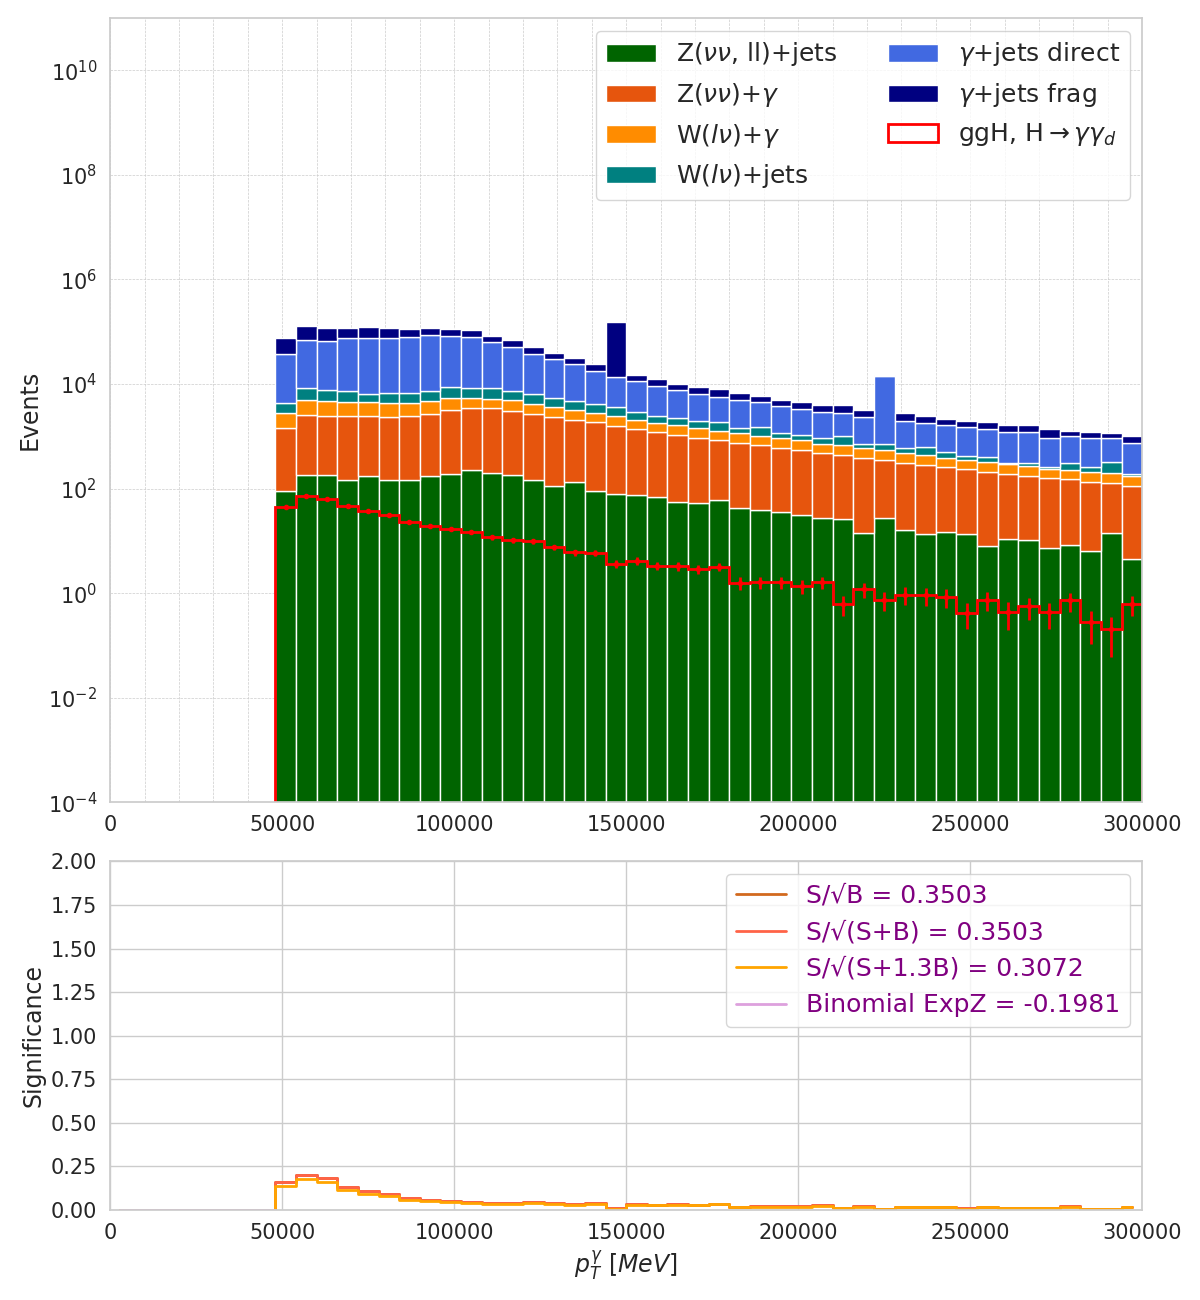 Z(νν, ll)+jets
Z(νν)+γ
W(lν)+γ
W(lν)+jets
γ+jets direct
γ+jets frag
ggH, H→γγ_d
Events
10^10
10^8
10^6
10^4
10^2
10^0
10^−2
10^−4
0 50000 100000 150000 200000 250000 300000
S/√B = 0.3503
S/√(S+B) = 0.3503
S/√(S+1.3B) = 0.3072
Binomial ExpZ = -0.1981
Significance
2.00
1.75
1.50
1.25
1.00
0.75
0.50
0.25
0.00
0 50000 100000 150000 200000 250000 300000
p_T^γ [MeV]